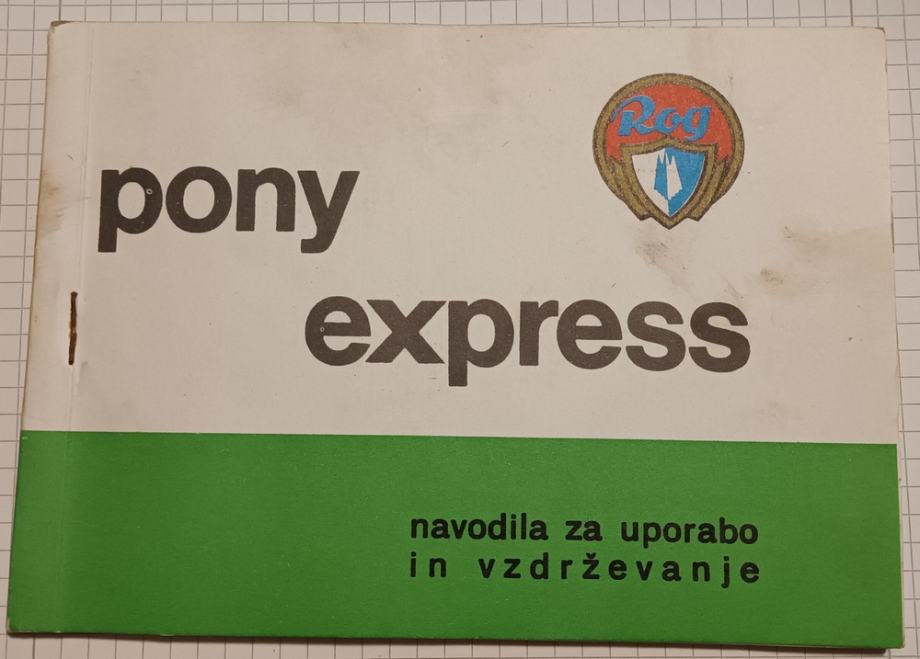 Rog
pony
express
navodila za uporabo
in vzdrževanje